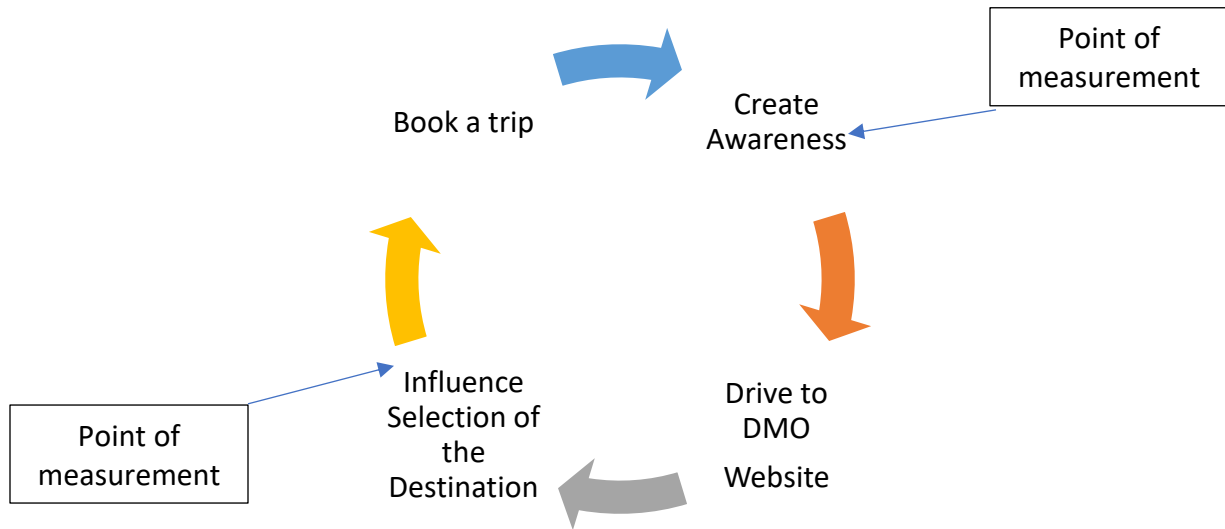 Point of
measurement
Book a trip
Create
Awareness
Influence
Selection of
the
Destination
Drive to
DMO
Website
Point of
measurement